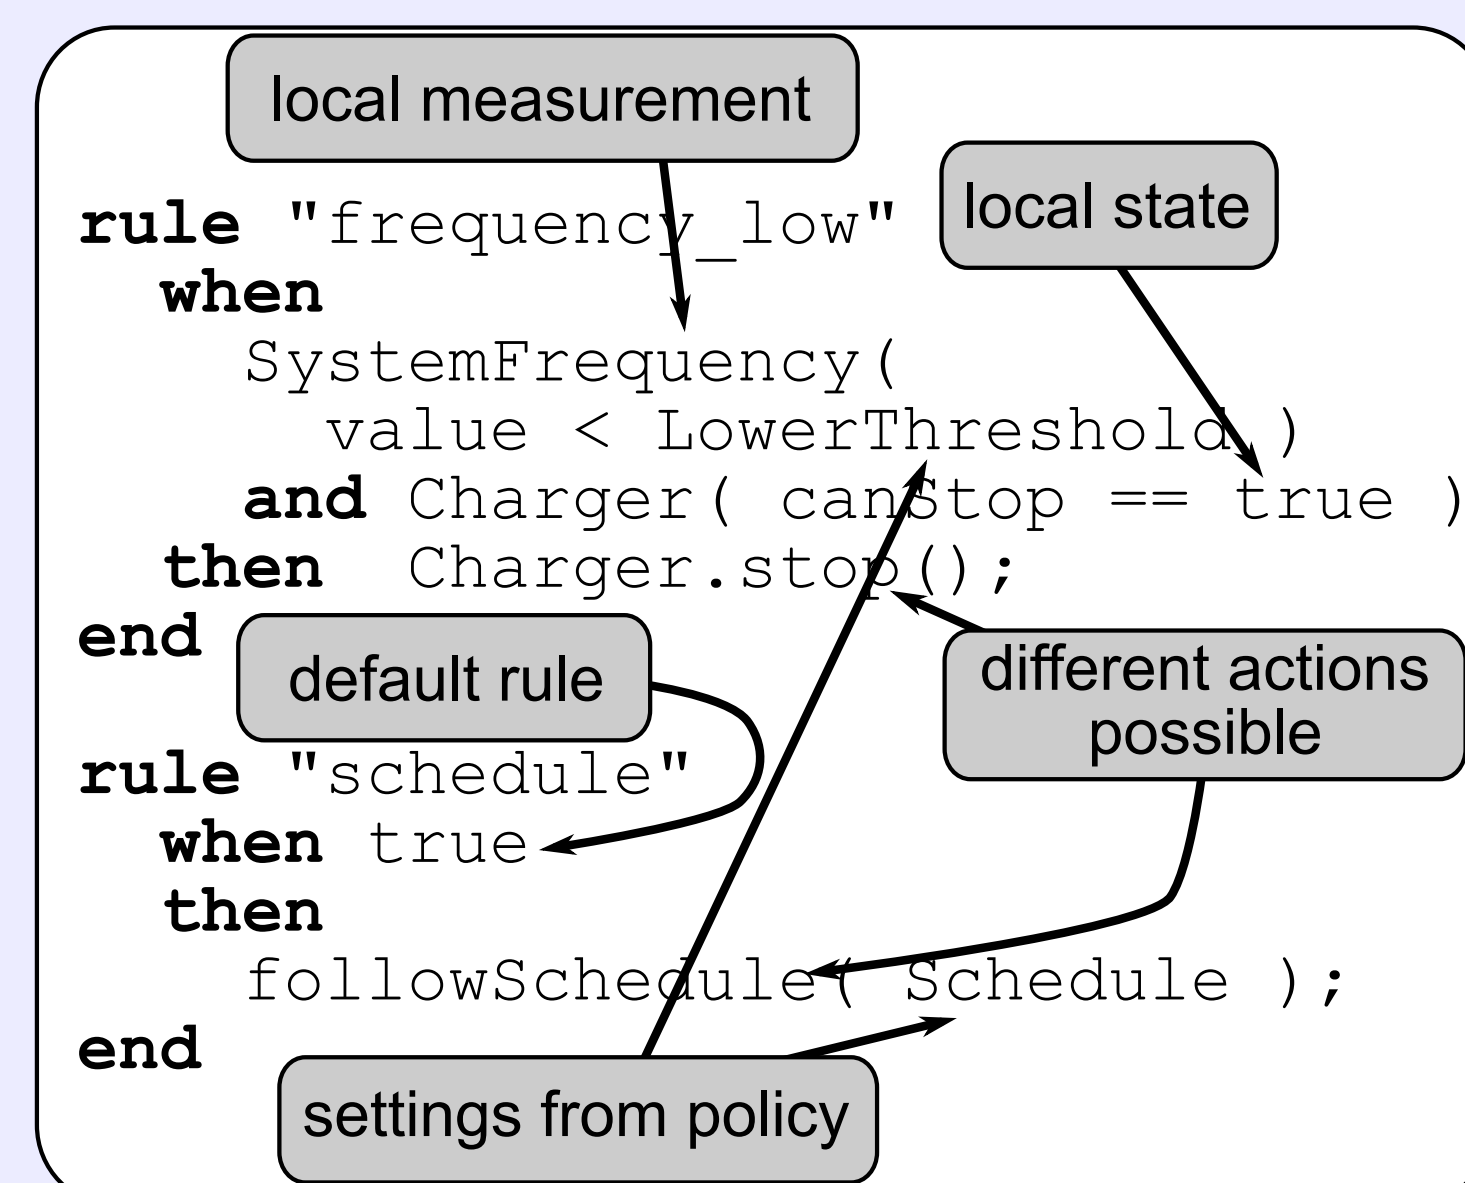 local measurement
local state
rule "frequency_low"
when
SystemFrequency(
value < LowerThreshold )
and Charger( canStop == true )
then Charger.stop();
end
default rule
different actions
possible
rule "schedule"
when true
then
followSchedule( Schedule );
end
settings from policy